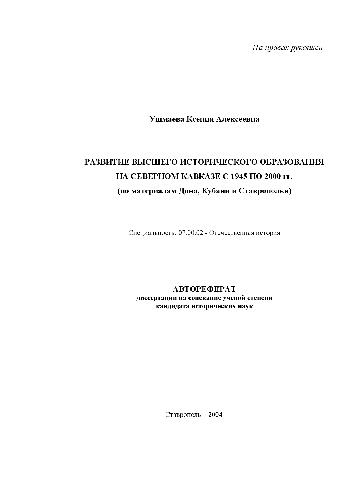 На правах рукописи
Ушмаева Ксения Алексеевна
РАЗВИТИЕ ВЫСШЕГО ИСТОРИЧЕСКОГО ОБРАЗОВАНИЯ
НА СЕВЕРНОМ КАВКАЗЕ С 1945 ПО 2000 гг.
(по материалам Дона, Кубани и Ставрополья)
Специальность: 07.00.02 - Отечественная история
АВТОРЕФЕРАТ
диссертации на соискание ученой степени
кандидата исторических наук
Ставрополь – 2004